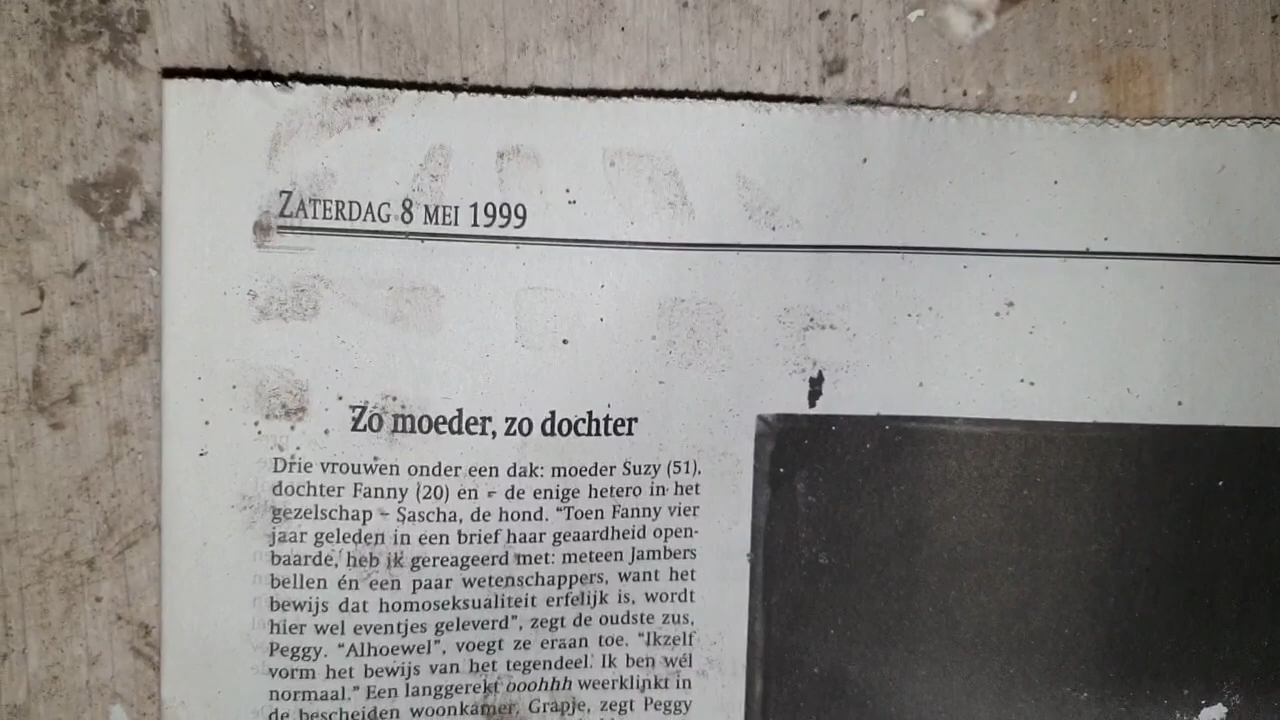 ZATERDAG 8 MEI 1999
Zo moeder, zo dochter
Drie vrouwen onder een dak: moeder Suzy (51),
dochter Fanny (20) en – de enige hetero in het
gezelschap – Sascha, de hond. “Toen Fanny vier
jaar geleden in een brief haar geaardheid open-
baarde, heb ik gereageerd met: meteen Jambers
bellen én een paar wetenschappers, want het
bewijs dat homoseksualiteit erfelijk is, wordt
hier wel eventjes geleverd”, zegt de oudste zus,
Peggy. “Alhoewel”, voegt ze eraan toe. “Ikzelf
vorm het bewijs van het tegendeel. Ik ben wél
normaal.” Een langgerekt ooohhh weerklinkt in
de bescheiden woonkamer. Grapje, zegt Peggy